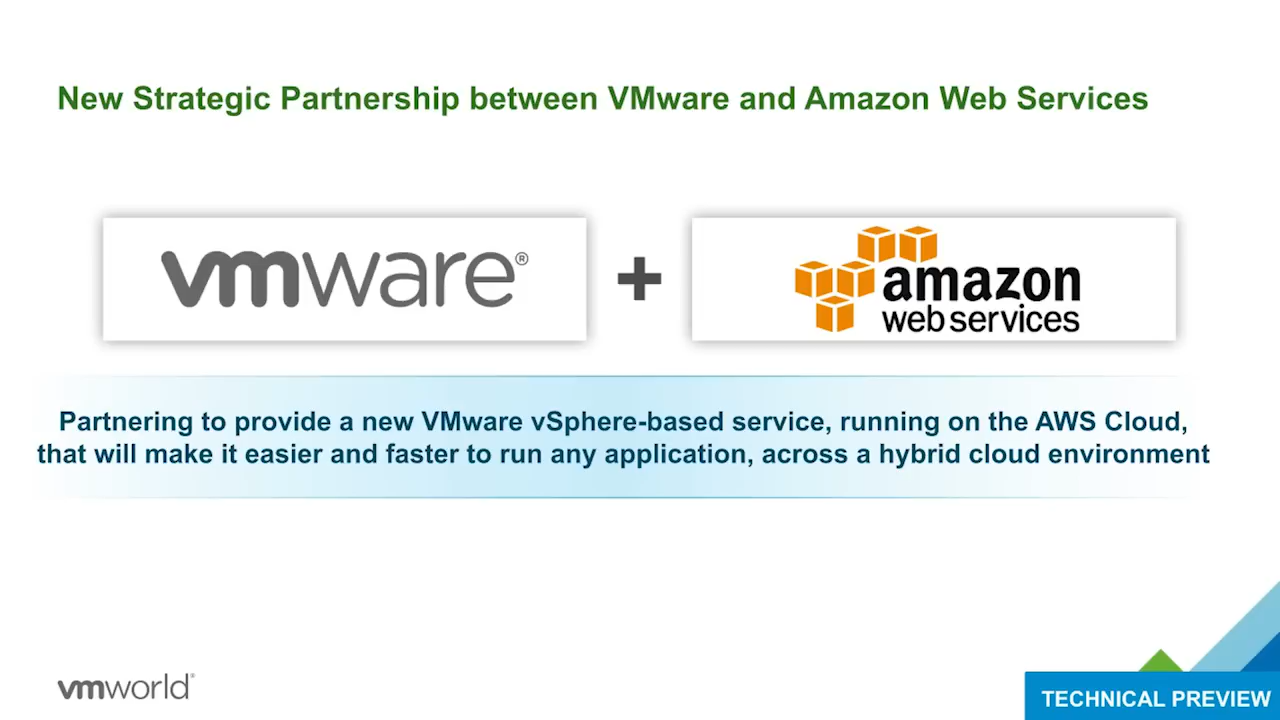 New Strategic Partnership between VMware and Amazon Web Services
vmware®
+
amazon
web services
Partnering to provide a new VMware vSphere-based service, running on the AWS Cloud,
that will make it easier and faster to run any application, across a hybrid cloud environment
vmworld®
TECHNICAL PREVIEW